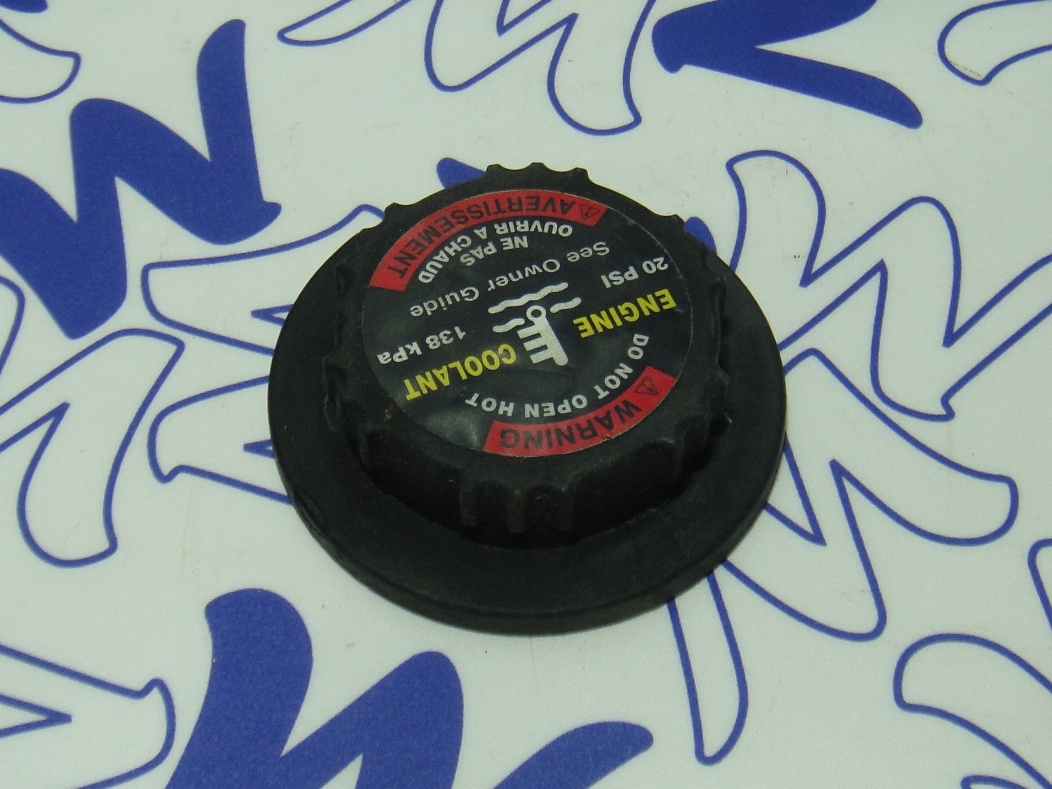 ⚠ WARNING
DO NOT OPEN HOT
ENGINE COOLANT
20 PSI 138 kPa
See Owner Guide
NE PAS
OUVRIR A CHAUD
⚠ AVERTISSEMENT